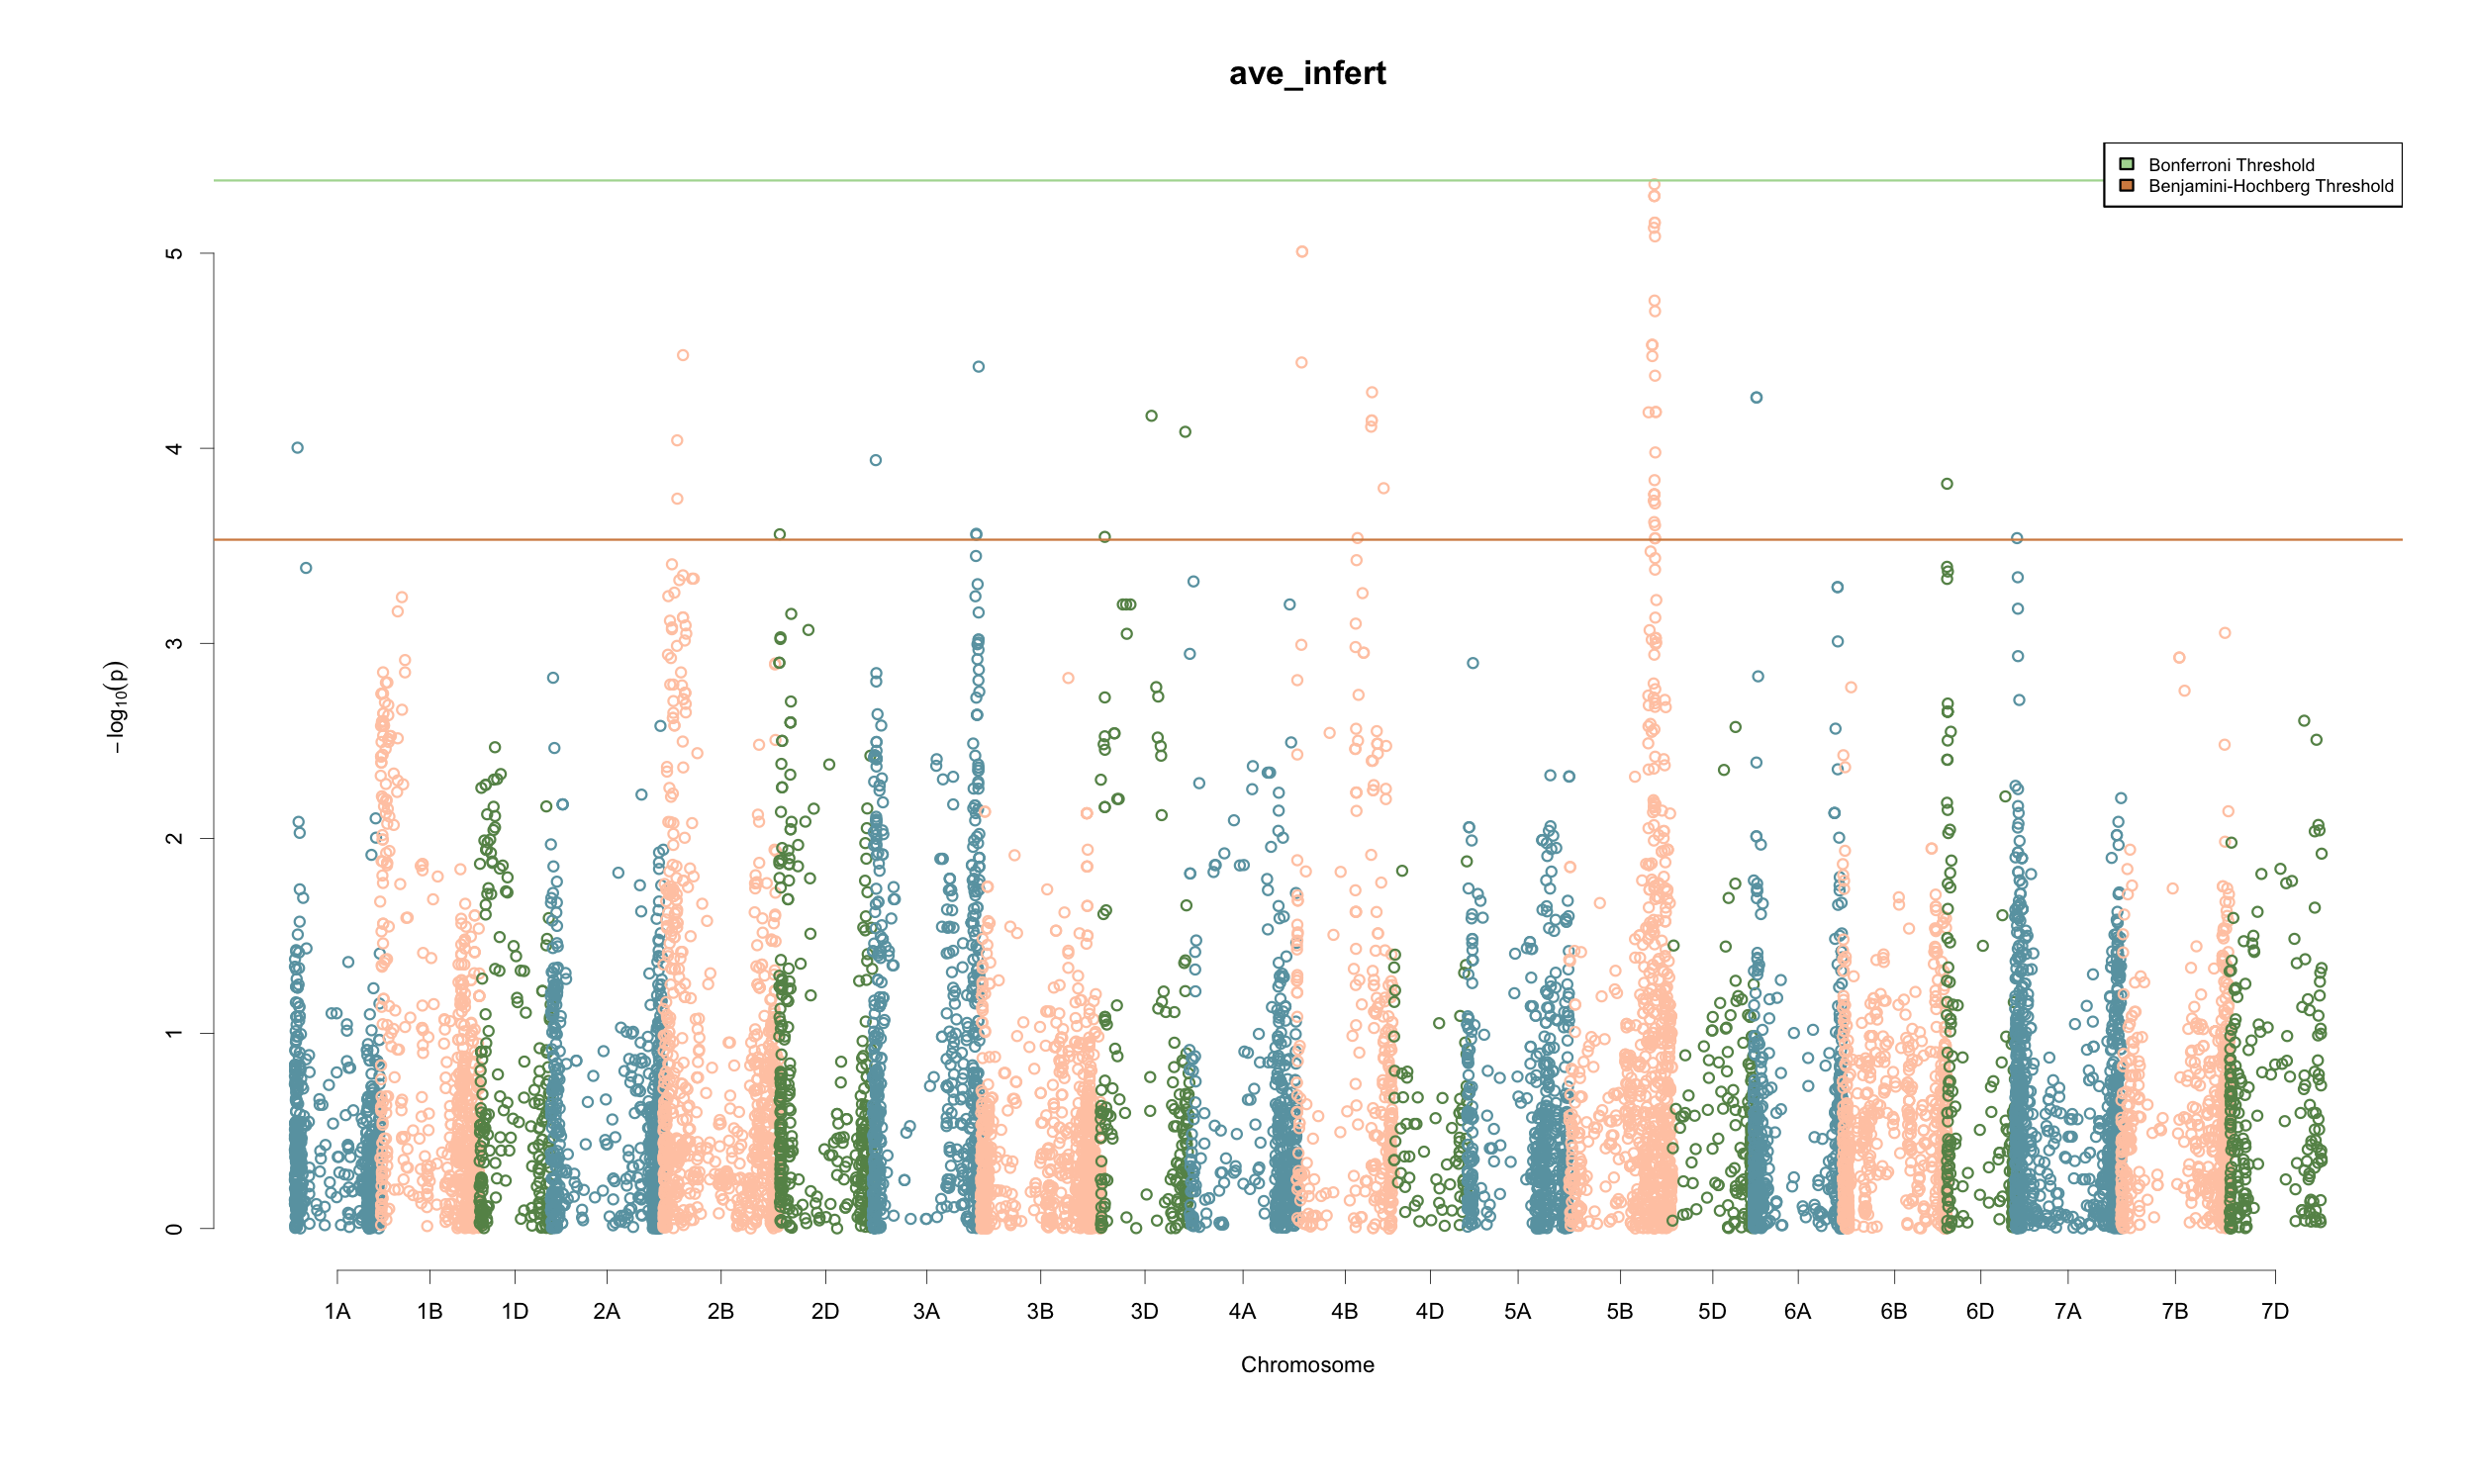 ave_infert
Bonferroni Threshold
Benjamini-Hochberg Threshold
5
4
3
2
1
0
−log10(p)
1A 1B 1D 2A 2B 2D 3A 3B 3D 4A 4B 4D 5A 5B 5D 6A 6B 6D 7A 7B 7D
Chromosome